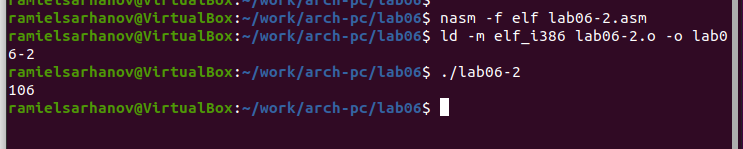 ramielsarhanov@VirtualBox:~/work/arch-pc/lab06$ nasm -f elf lab06-2.asm
ramielsarhanov@VirtualBox:~/work/arch-pc/lab06$ ld -m elf_i386 lab06-2.o -o lab0
6-2
ramielsarhanov@VirtualBox:~/work/arch-pc/lab06$ ./lab06-2
106
ramielsarhanov@VirtualBox:~/work/arch-pc/lab06$